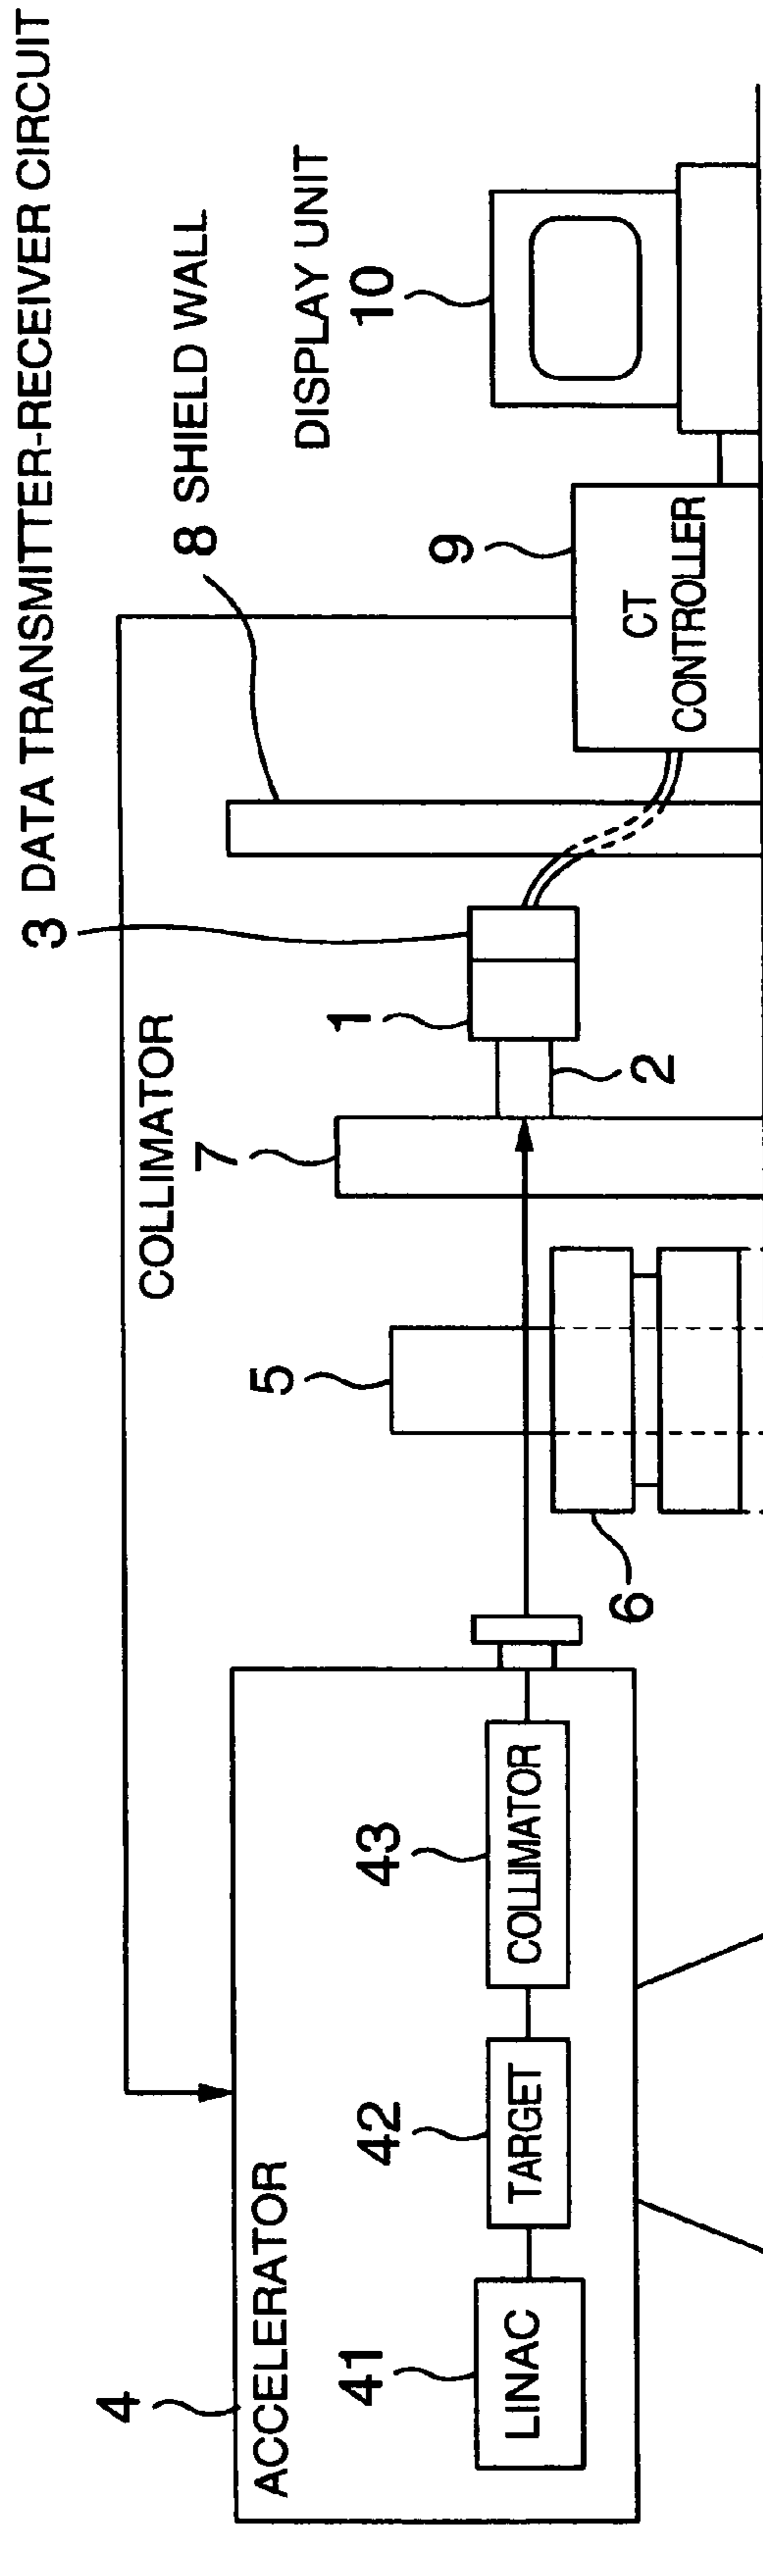 3 DATA TRANSMITTER-RECEIVER CIRCUIT
8 SHIELD WALL
COLLIMATOR
7
DISPLAY UNIT
10
4
ACCELERATOR
41
LINAC
42
TARGET
43
COLLIMATOR
5
6
1
2
9
CT
CONTROLLER